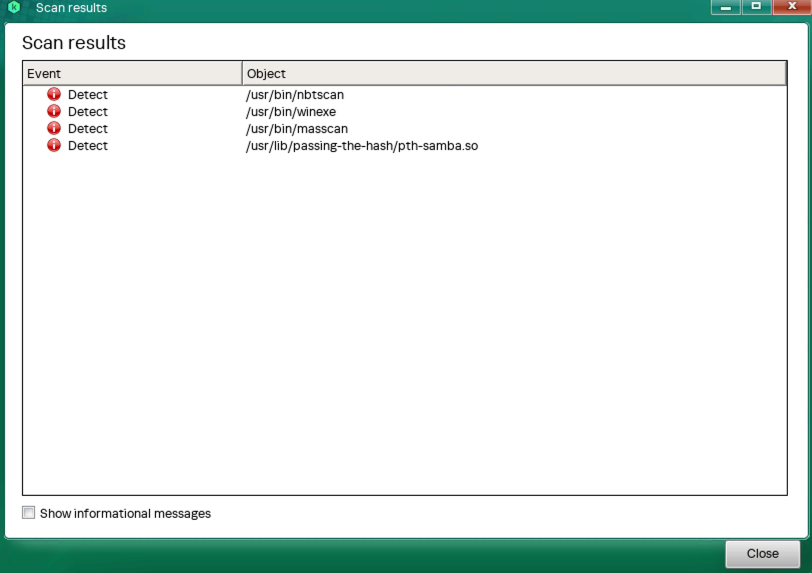 Scan results
Scan results
Event Object
Detect /usr/bin/nbtscan
Detect /usr/bin/winexe
Detect /usr/bin/masscan
Detect /usr/lib/passing-the-hash/pth-samba.so
Show informational messages
Close